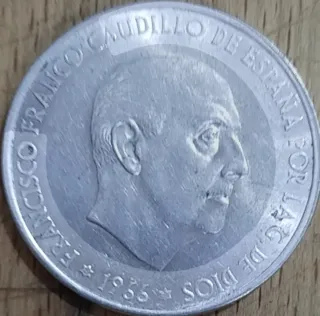 FRANCISCO FRANCO CAUDILLO DE ESPAÑA POR LA G. DE DIOS
★ 1966 ★